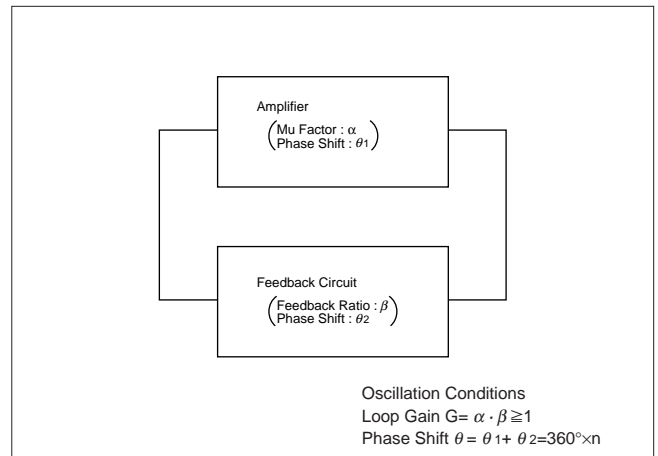 Amplifier
(Mu Factor : α
Phase Shift : θ1)
Feedback Circuit
(Feedback Ratio : β
Phase Shift : θ2)
Oscillation Conditions
Loop Gain G= α · β≧1
Phase Shift θ = θ1+ θ2=360°×n